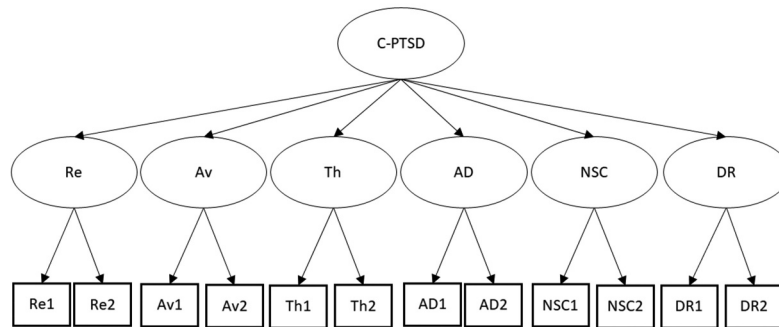 C-PTSD
Re Av Th AD NSC DR
Re1 Re2 Av1 Av2 Th1 Th2 AD1 AD2 NSC1 NSC2 DR1 DR2